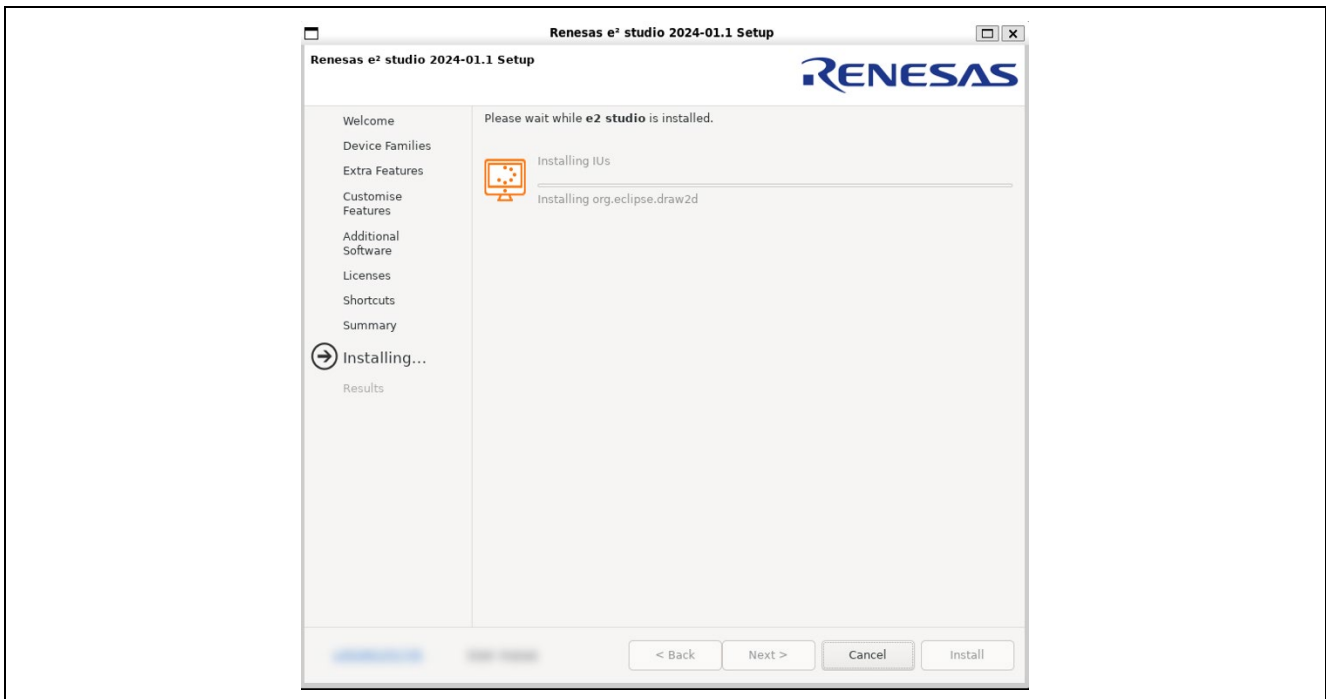 Renesas e² studio 2024-01.1 Setup
Renesas e² studio 2024-01.1 Setup
RENESAS
Welcome
Device Families
Extra Features
Customise
Features
Additional
Software
Licenses
Shortcuts
Summary
Installing...
Results
Please wait while e2 studio is installed.
Installing IUs
Installing org.eclipse.draw2d
< Back
Next >
Cancel
Install